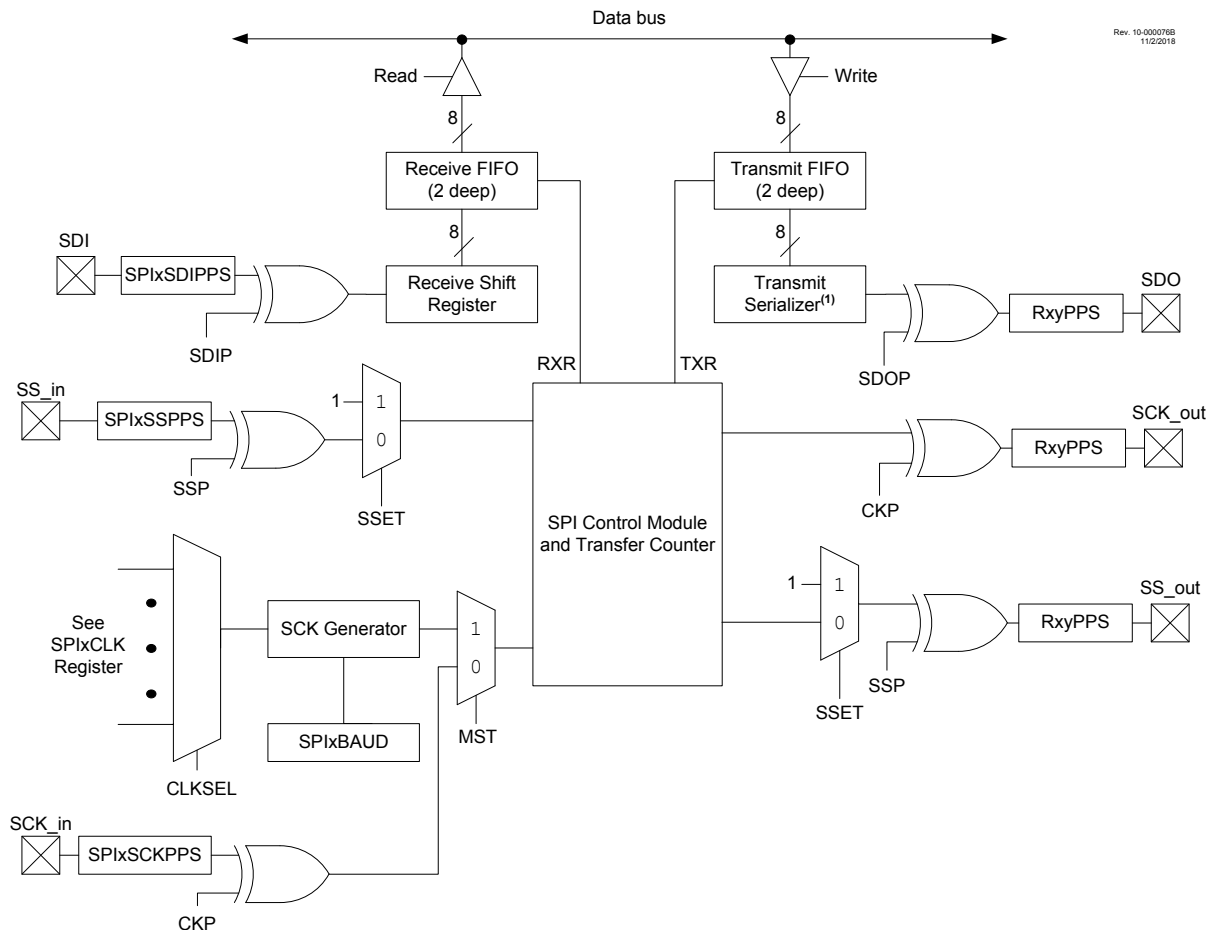 Data bus
Rev. 10-000076B
11/2/2018
Read
Write
8
8
Receive FIFO
(2 deep)
Transmit FIFO
(2 deep)
8
8
SDI
SPIxSDIPPS
SDIP
Receive Shift
Register
Transmit
Serializer(1)
SDOP
RxyPPS
SDO
RXR
TXR
SS_in
SPIxSSPPS
SSP
1
1
0
SSET
SPI Control Module
and Transfer Counter
CKP
RxyPPS
SCK_out
See
SPIxCLK
Register
CLKSEL
SCK Generator
SPIxBAUD
1
0
MST
1
1
0
SSET
SSP
RxyPPS
SS_out
SCK_in
SPIxSCKPPS
CKP